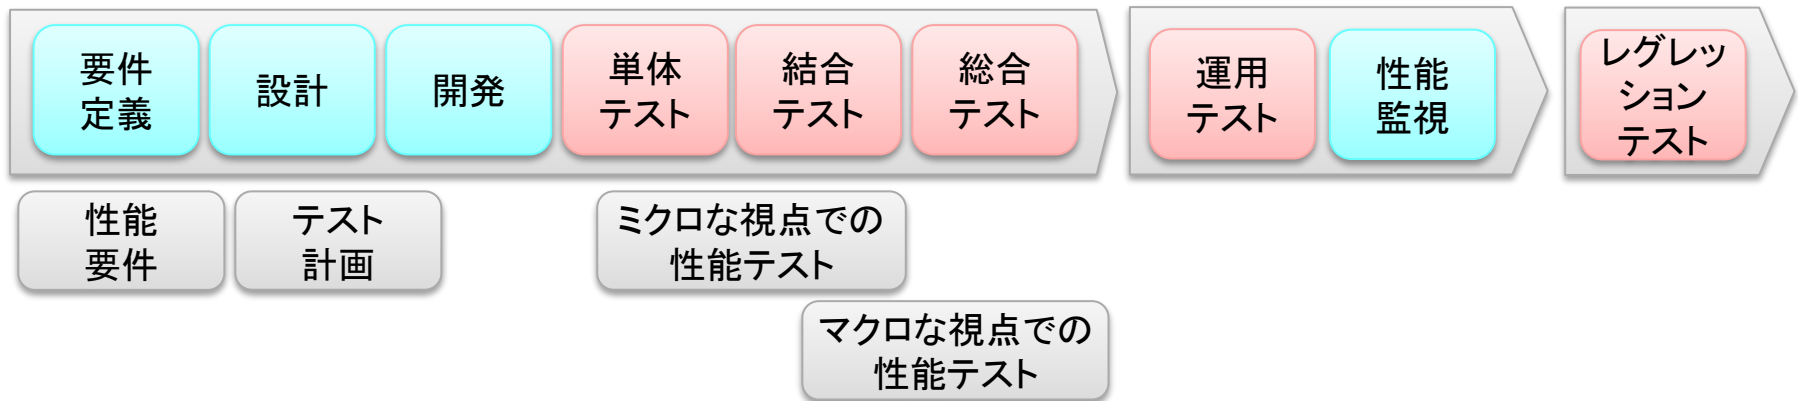 要件
定義
設計
開発
単体
テスト
結合
テスト
総合
テスト
運用
テスト
性能
監視
レグレッ
ション
テスト
性能
要件
テスト
計画
ミクロな視点での
性能テスト
マクロな視点での
性能テスト